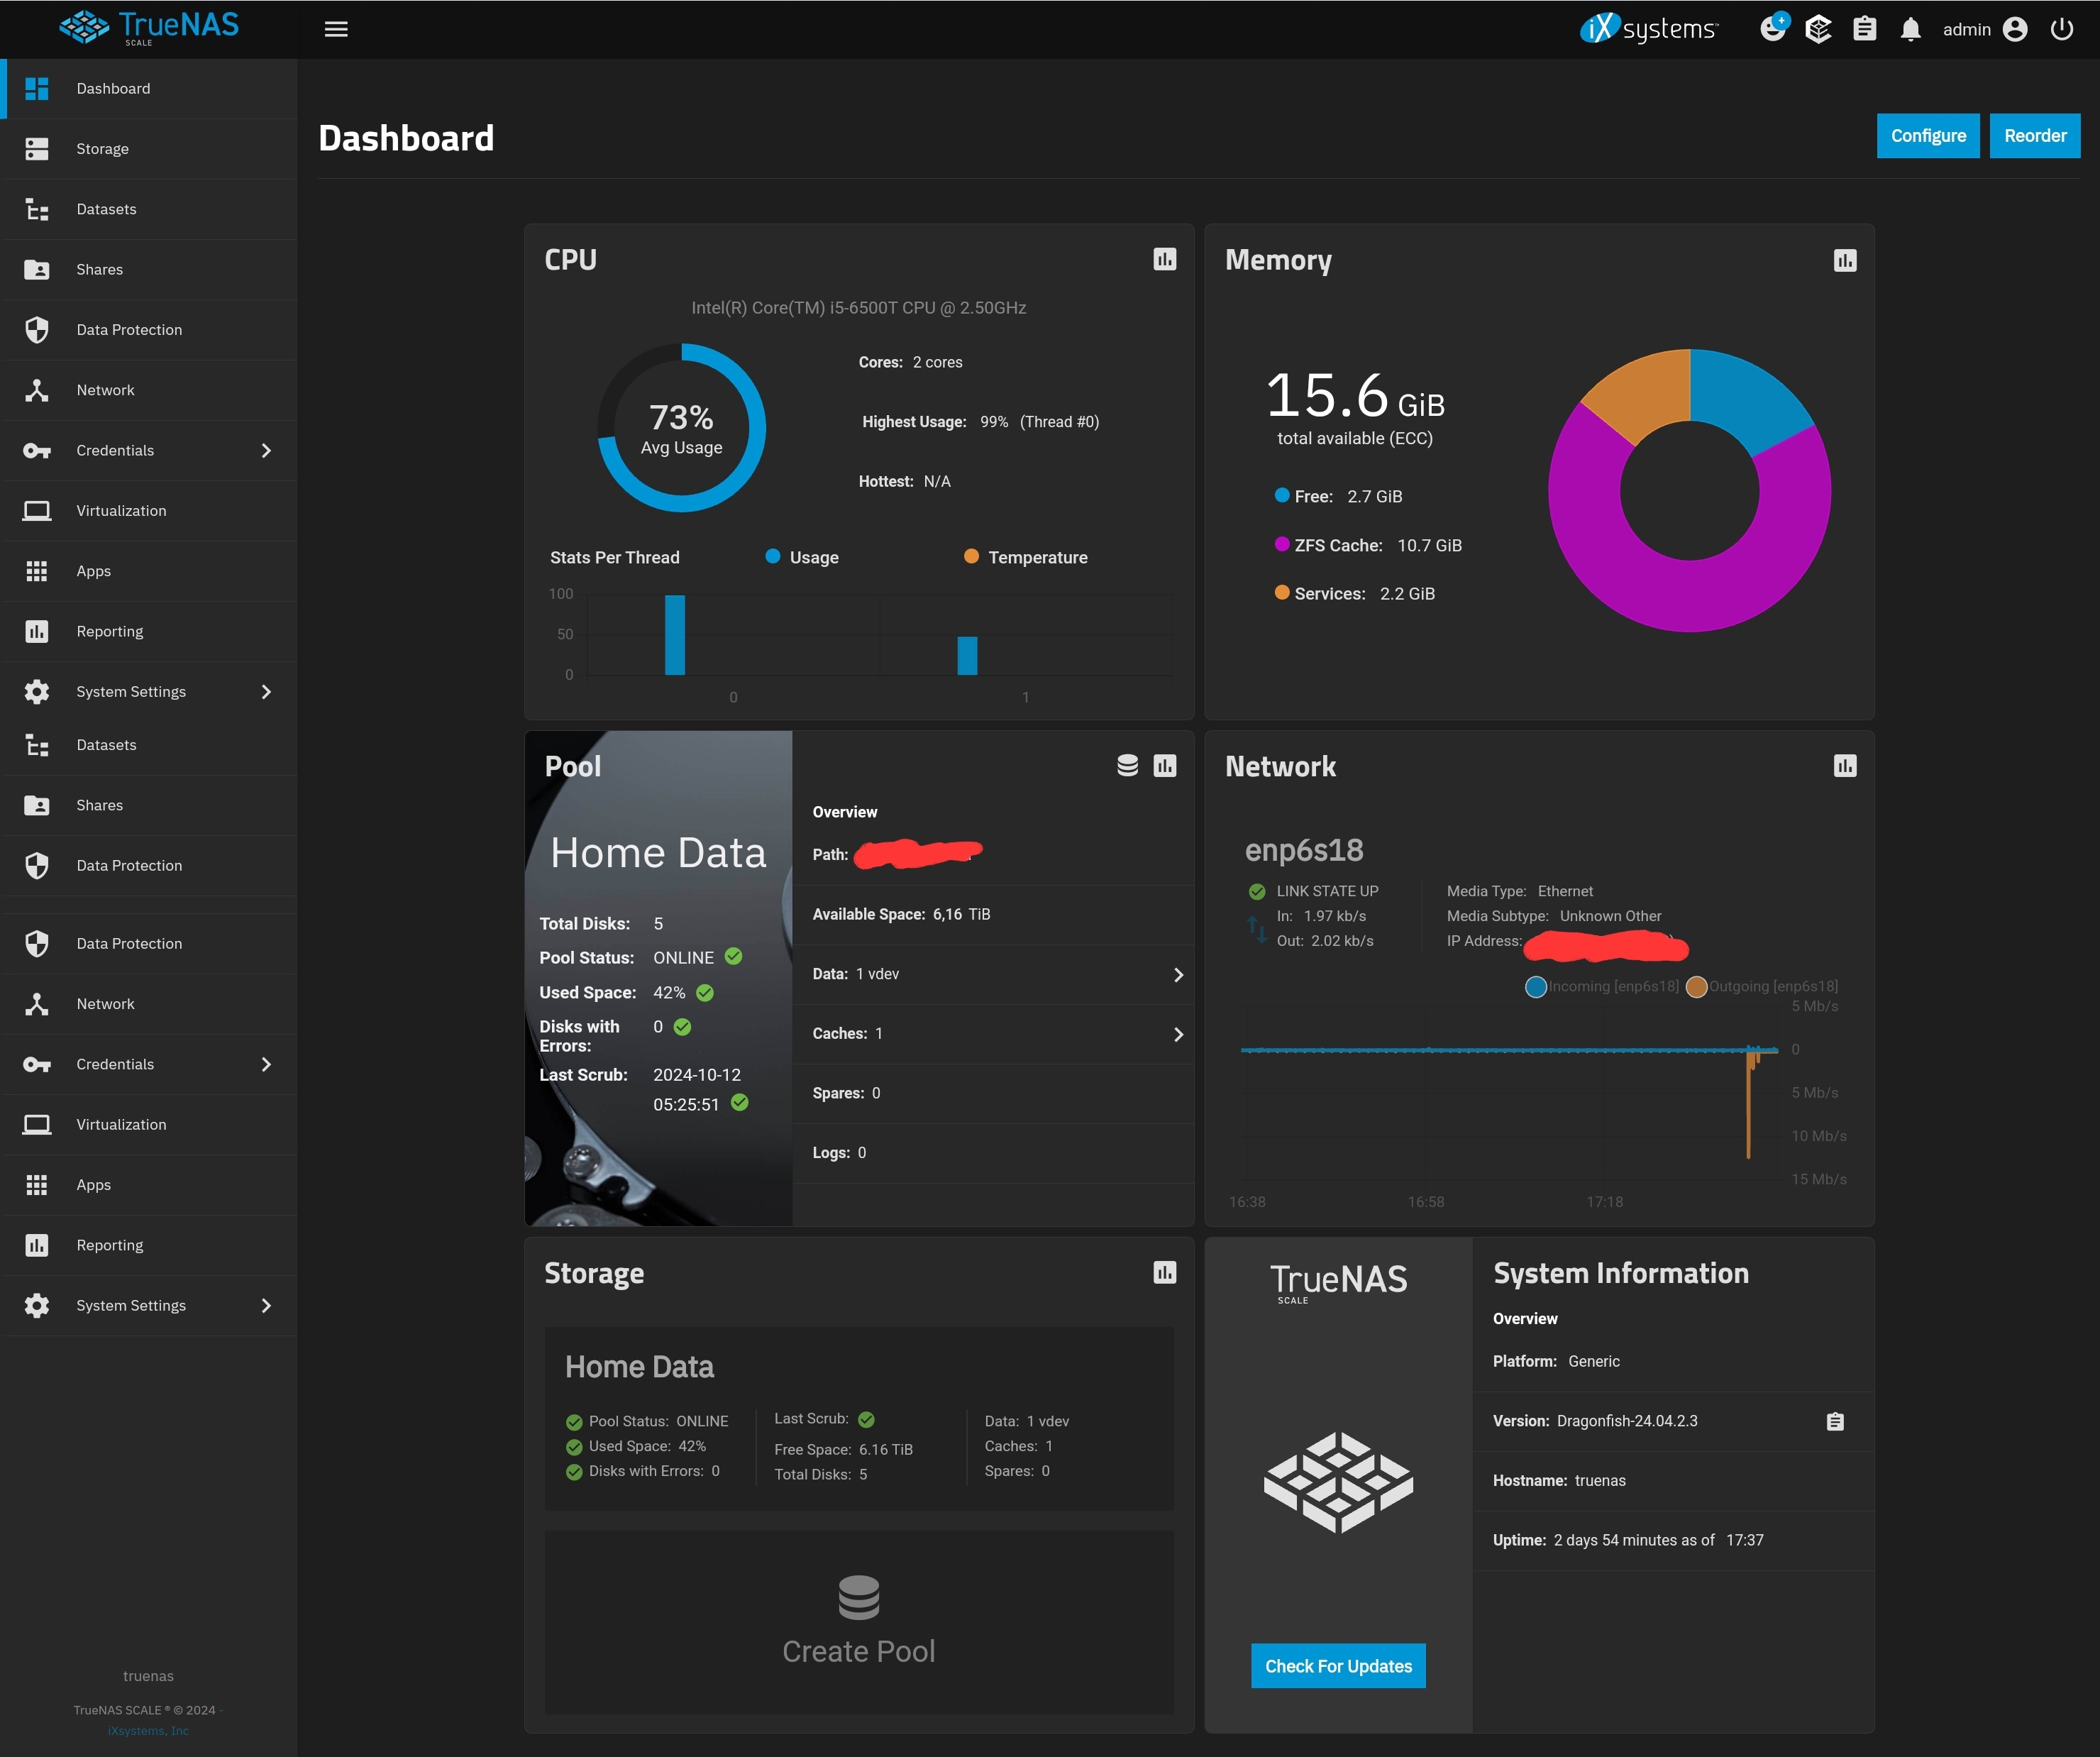 TrueNAS
SCALE
iXsystems™
+
admin
Dashboard
Storage
Datasets
Shares
Data Protection
Network
Credentials
Virtualization
Apps
Reporting
System Settings
Datasets
Shares
Data Protection
Data Protection
Network
Credentials
Virtualization
Apps
Reporting
System Settings
truenas
TrueNAS SCALE ® © 2024 -
iXsystems, Inc
Dashboard
Configure
Reorder
CPU
Intel(R) Core(TM) i5-6500T CPU @ 2.50GHz
73%
Avg Usage
Cores: 2 cores
Highest Usage: 99% (Thread #0)
Hottest: N/A
Stats Per Thread
Usage
Temperature
100
50
0
0
1
Memory
15.6 GiB
total available (ECC)
Free: 2.7 GiB
ZFS Cache: 10.7 GiB
Services: 2.2 GiB
Pool
Home Data
Total Disks: 5
Pool Status: ONLINE
Used Space: 42%
Disks with 0
Errors:
Last Scrub: 2024-10-12
05:25:51
Overview
Path:
Available Space: 6,16 TiB
Data: 1 vdev
Caches: 1
Spares: 0
Logs: 0
Network
enp6s18
LINK STATE UP
In: 1.97 kb/s
Out: 2.02 kb/s
Media Type: Ethernet
Media Subtype: Unknown Other
IP Address:
Incoming [enp6s18]
Outgoing [enp6s18]
5 Mb/s
0
5 Mb/s
10 Mb/s
15 Mb/s
16:38
16:58
17:18
Storage
Home Data
Pool Status: ONLINE
Used Space: 42%
Disks with Errors: 0
Last Scrub:
Free Space: 6.16 TiB
Total Disks: 5
Data: 1 vdev
Caches: 1
Spares: 0
Create Pool
TrueNAS
SCALE
Check For Updates
System Information
Overview
Platform: Generic
Version: Dragonfish-24.04.2.3
Hostname: truenas
Uptime: 2 days 54 minutes as of 17:37